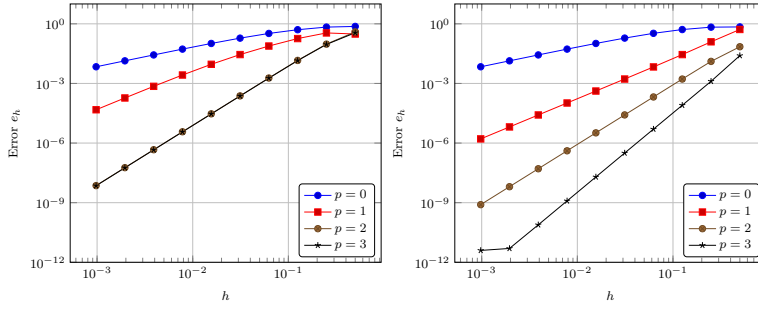 10^0
10^-3
10^-6
10^-9
10^-12
Error e_h
10^-3
10^-2
10^-1
h
p = 0
p = 1
p = 2
p = 3
10^0
10^-3
10^-6
10^-9
10^-12
Error e_h
10^-3
10^-2
10^-1
h
p = 0
p = 1
p = 2
p = 3